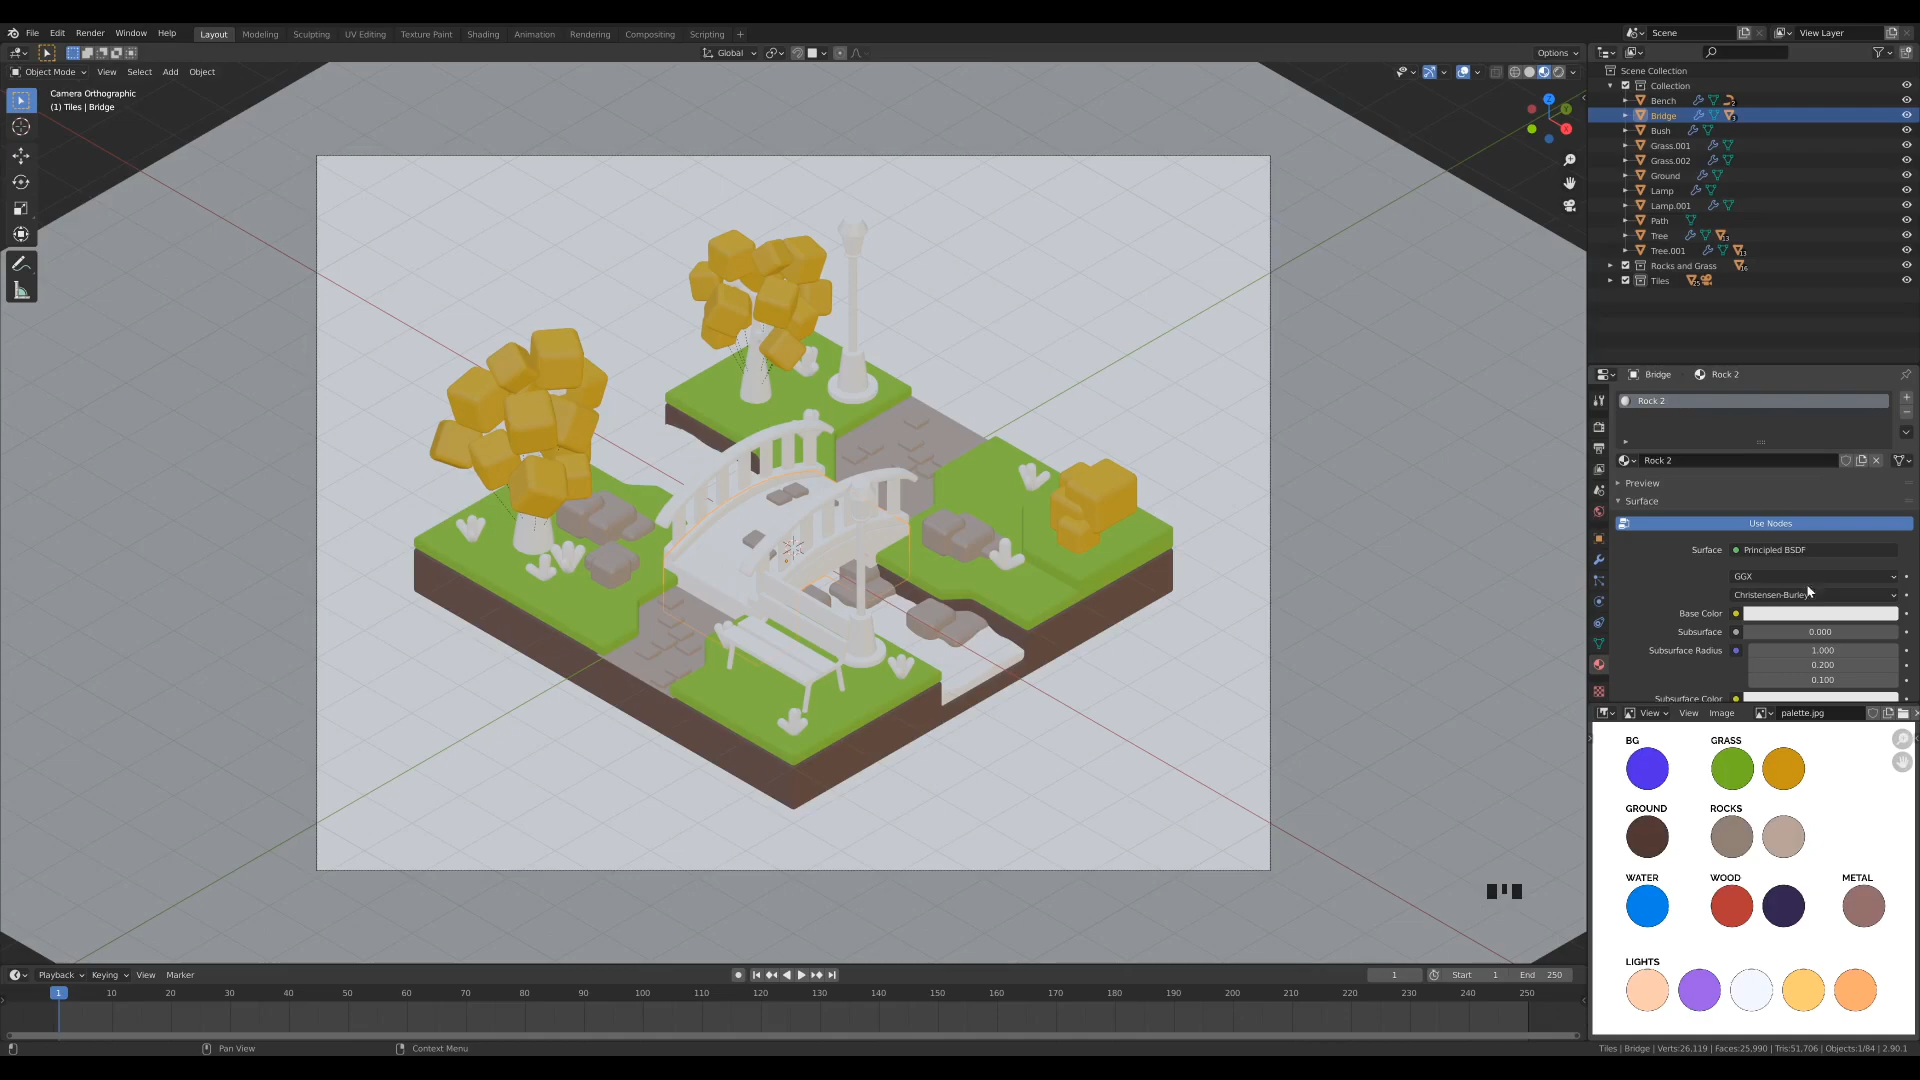 File Edit Render Window Help
Layout Modeling Sculpting UV Editing Texture Paint Shading Animation Rendering Compositing Scripting +
Scene
View Layer
Global
Options
Object Mode View Select Add Object
Camera Orthographic
(1) Tiles | Bridge
Z
Y
X
Scene Collection
Collection
Bench 2
Bridge 3
Bush
Grass.001
Grass.002
Ground
Lamp
Lamp.001
Path
Tree 13
Tree.001 13
Rocks and Grass 16
Tiles 25
Bridge Rock 2
Rock 2
Rock 2
Preview
Surface
Use Nodes
Surface Principled BSDF
GGX
Christensen-Burley
Base Color
Subsurface 0.000
Subsurface Radius 1.000
0.200
0.100
Subsurface Color
View View Image palette.jpg
BG GRASS
GROUND ROCKS
WATER WOOD METAL
LIGHTS
Playback Keying View Marker
1 Start 1 End 250
1 10 20 30 40 50 60 70 80 90 100 110 120 130 140 150 160 170 180 190 200 210 220 230 240 250
Pan View
Context Menu
Tiles | Bridge | Verts:26,119 | Faces:25,990 | Tris:51,706 | Objects:1/84 | 2.90.1